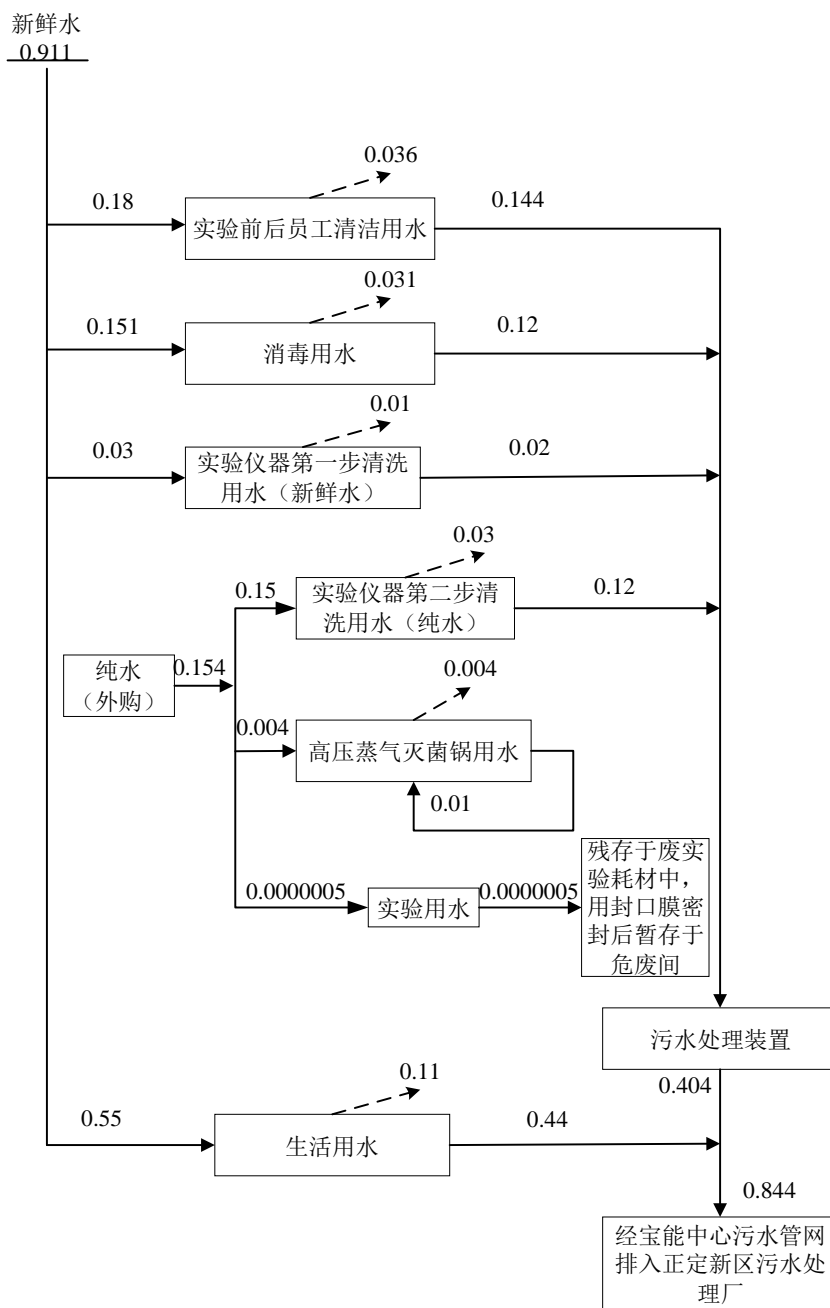 新鲜水
0.911
0.036
0.18
实验前后员工清洁用水
0.144
0.031
0.151
消毒用水
0.12
0.01
0.03
实验仪器第一步清洗
用水（新鲜水）
0.02
0.03
0.15
实验仪器第二步清
洗用水（纯水）
0.12
纯水
（外购）
0.154
0.004
0.004
高压蒸气灭菌锅用水
0.01
0.0000005
实验用水
0.0000005
残存于废实
验耗材中，
用封口膜密
封后暂存于
危废间
污水处理装置
0.404
0.11
0.55
生活用水
0.44
0.844
经宝能中心污水管网
排入正定新区污水处
理厂